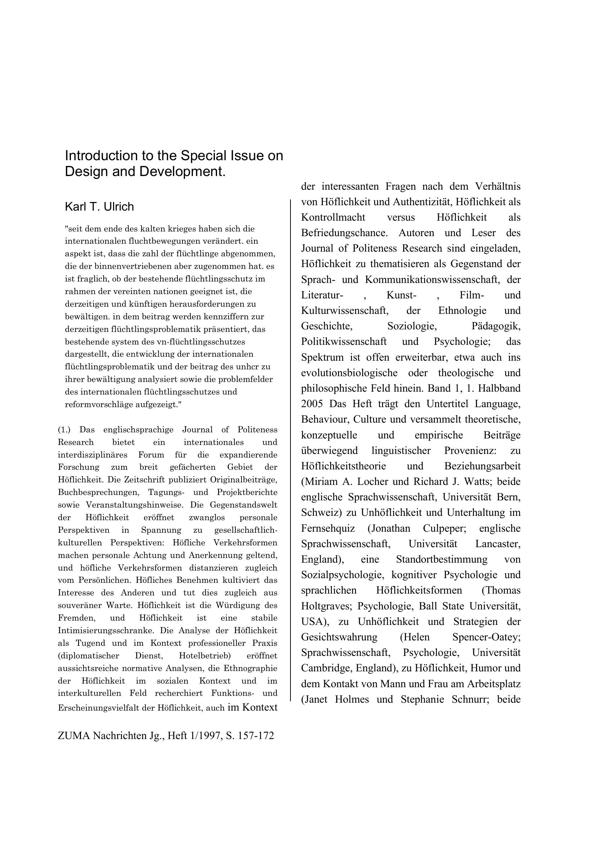 Introduction to the Special Issue on
Design and Development.
Karl T. Ulrich
"seit dem ende des kalten krieges haben sich die
internationalen fluchtbewegungen verändert. ein
aspekt ist, dass die zahl der flüchtlinge abgenommen,
die der binnenvertriebenen aber zugenommen hat. es
ist fraglich, ob der bestehende flüchtlingsschutz im
rahmen der vereinten nationen geeignet ist, die
derzeitigen und künftigen herausforderungen zu
bewältigen. in dem beitrag werden kennziffern zur
derzeitigen flüchtlingsproblematik präsentiert, das
bestehende system des vn-flüchtlingsschutzes
dargestellt, die entwicklung der internationalen
flüchtlingsproblematik und der beitrag des unhcr zu
ihrer bewältigung analysiert sowie die problemfelder
des internationalen flüchtlingsschutzes und
reformvorschläge aufgezeigt."
(1.) Das englischsprachige Journal of Politeness
Research bietet ein internationales und
interdisziplinäres Forum für die expandierende
Forschung zum breit gefächerten Gebiet der
Höflichkeit. Die Zeitschrift publiziert Originalbeiträge,
Buchbesprechungen, Tagungs- und Projektberichte
sowie Veranstaltungshinweise. Die Gegenstandswelt
der Höflichkeit eröffnet zwanglos personale
Perspektiven in Spannung zu gesellschaftlich-
kulturellen Perspektiven: Höfliche Verkehrsformen
machen personale Achtung und Anerkennung geltend,
und höfliche Verkehrsformen distanzieren zugleich
vom Persönlichen. Höfliches Benehmen kultiviert das
Interesse des Anderen und tut dies zugleich aus
souveräner Warte. Höflichkeit ist die Würdigung des
Fremden, und Höflichkeit ist eine stabile
Intimisierungsschranke. Die Analyse der Höflichkeit
als Tugend und im Kontext professioneller Praxis
(diplomatischer Dienst, Hotelbetrieb) eröffnet
aussichtsreiche normative Analysen, die Ethnographie
der Höflichkeit im sozialen Kontext und im
interkulturellen Feld recherchiert Funktions- und
Erscheinungsvielfalt der Höflichkeit, auch im Kontext
der interessanten Fragen nach dem Verhältnis
von Höflichkeit und Authentizität, Höflichkeit als
Kontrollmacht versus Höflichkeit als
Befriedungschance. Autoren und Leser des
Journal of Politeness Research sind eingeladen,
Höflichkeit zu thematisieren als Gegenstand der
Sprach- und Kommunikationswissenschaft, der
Literatur- , Kunst- , Film- und
Kulturwissenschaft, der Ethnologie und
Geschichte, Soziologie, Pädagogik,
Politikwissenschaft und Psychologie; das
Spektrum ist offen erweiterbar, etwa auch ins
evolutionsbiologische oder theologische und
philosophische Feld hinein. Band 1, 1. Halbband
2005 Das Heft trägt den Untertitel Language,
Behaviour, Culture und versammelt theoretische,
konzeptuelle und empirische Beiträge
überwiegend linguistischer Provenienz: zu
Höflichkeitstheorie und Beziehungsarbeit
(Miriam A. Locher und Richard J. Watts; beide
englische Sprachwissenschaft, Universität Bern,
Schweiz) zu Unhöflichkeit und Unterhaltung im
Fernsehquiz (Jonathan Culpeper; englische
Sprachwissenschaft, Universität Lancaster,
England), eine Standortbestimmung von
Sozialpsychologie, kognitiver Psychologie und
sprachlichen Höflichkeitsformen (Thomas
Holtgraves; Psychologie, Ball State Universität,
USA), zu Unhöflichkeit und Strategien der
Gesichtswahrung (Helen Spencer-Oatey;
Sprachwissenschaft, Psychologie, Universität
Cambridge, England), zu Höflichkeit, Humor und
dem Kontakt von Mann und Frau am Arbeitsplatz
(Janet Holmes und Stephanie Schnurr; beide
ZUMA Nachrichten Jg., Heft 1/1997, S. 157-172